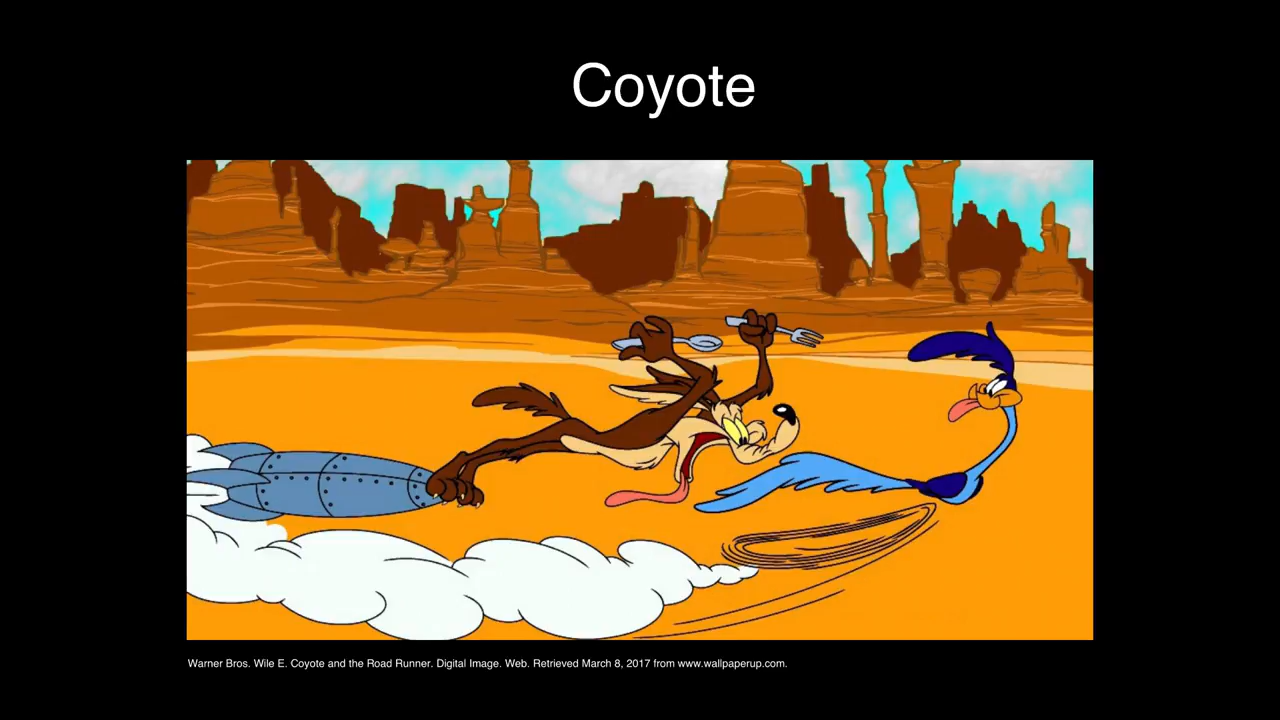 Coyote
Warner Bros. Wile E. Coyote and the Road Runner. Digital Image. Web. Retrieved March 8, 2017 from www.wallpaperup.com.